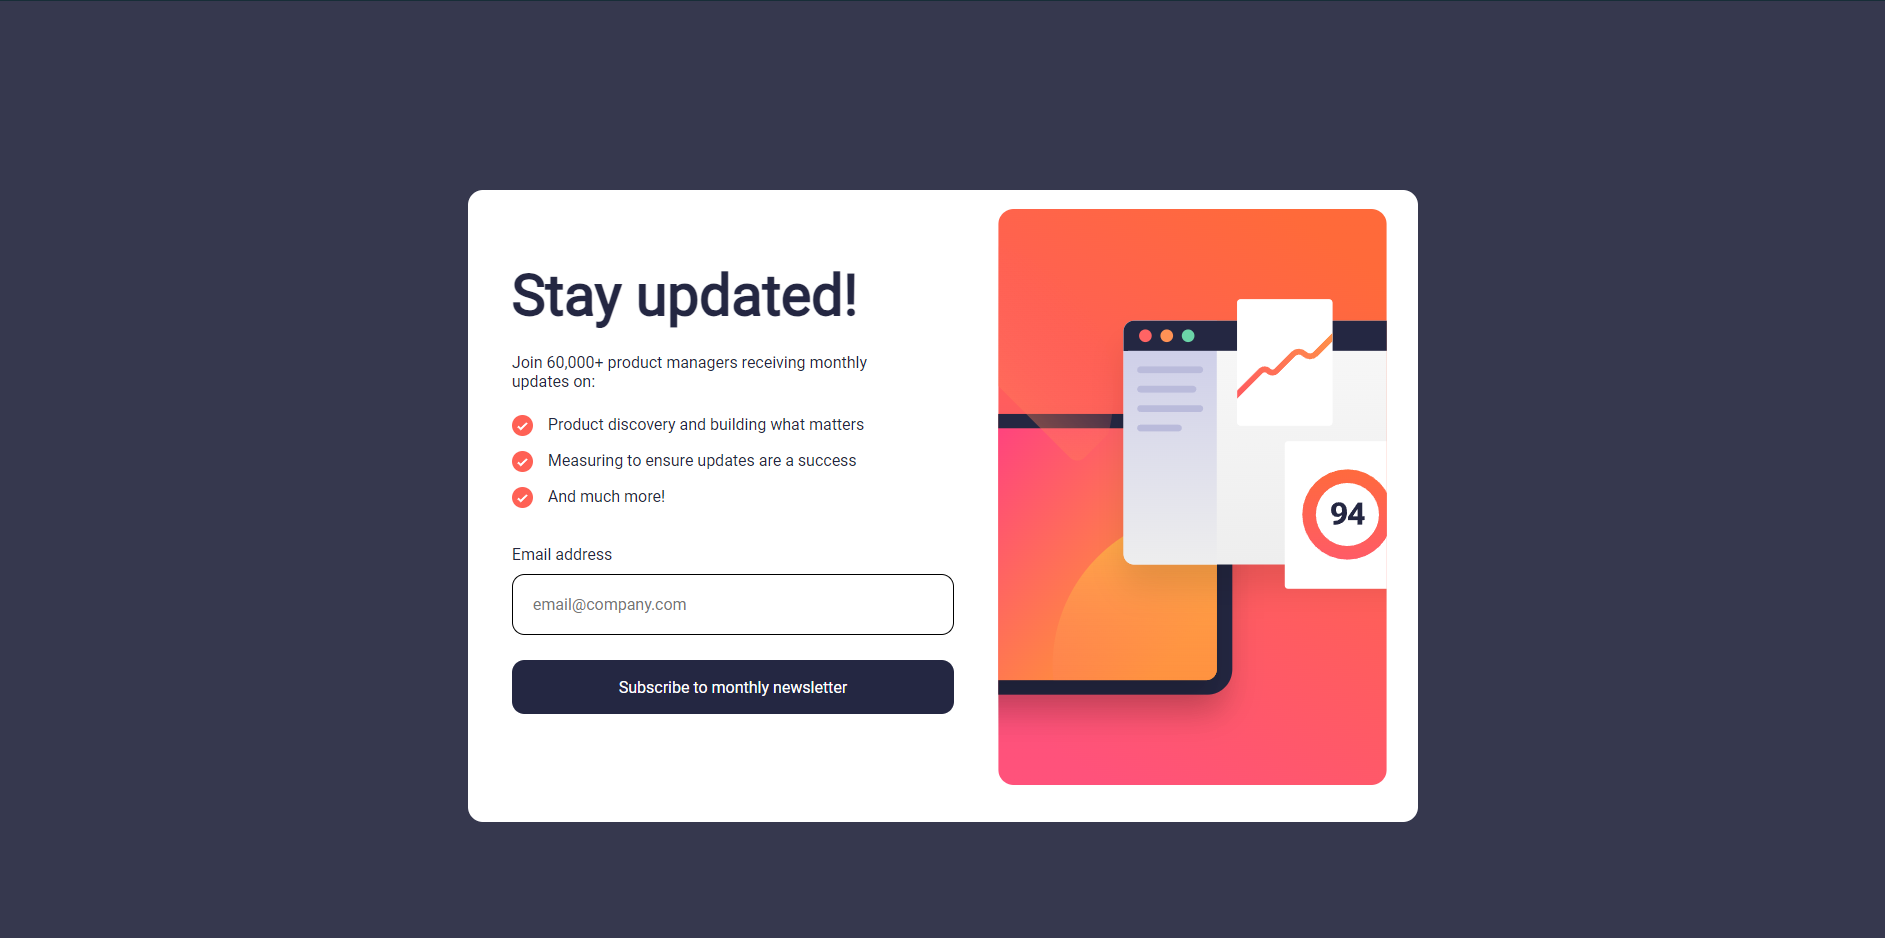 Stay updated!
Join 60,000+ product managers receiving monthly
updates on:
Product discovery and building what matters
Measuring to ensure updates are a success
And much more!
Email address
email@company.com
Subscribe to monthly newsletter
94